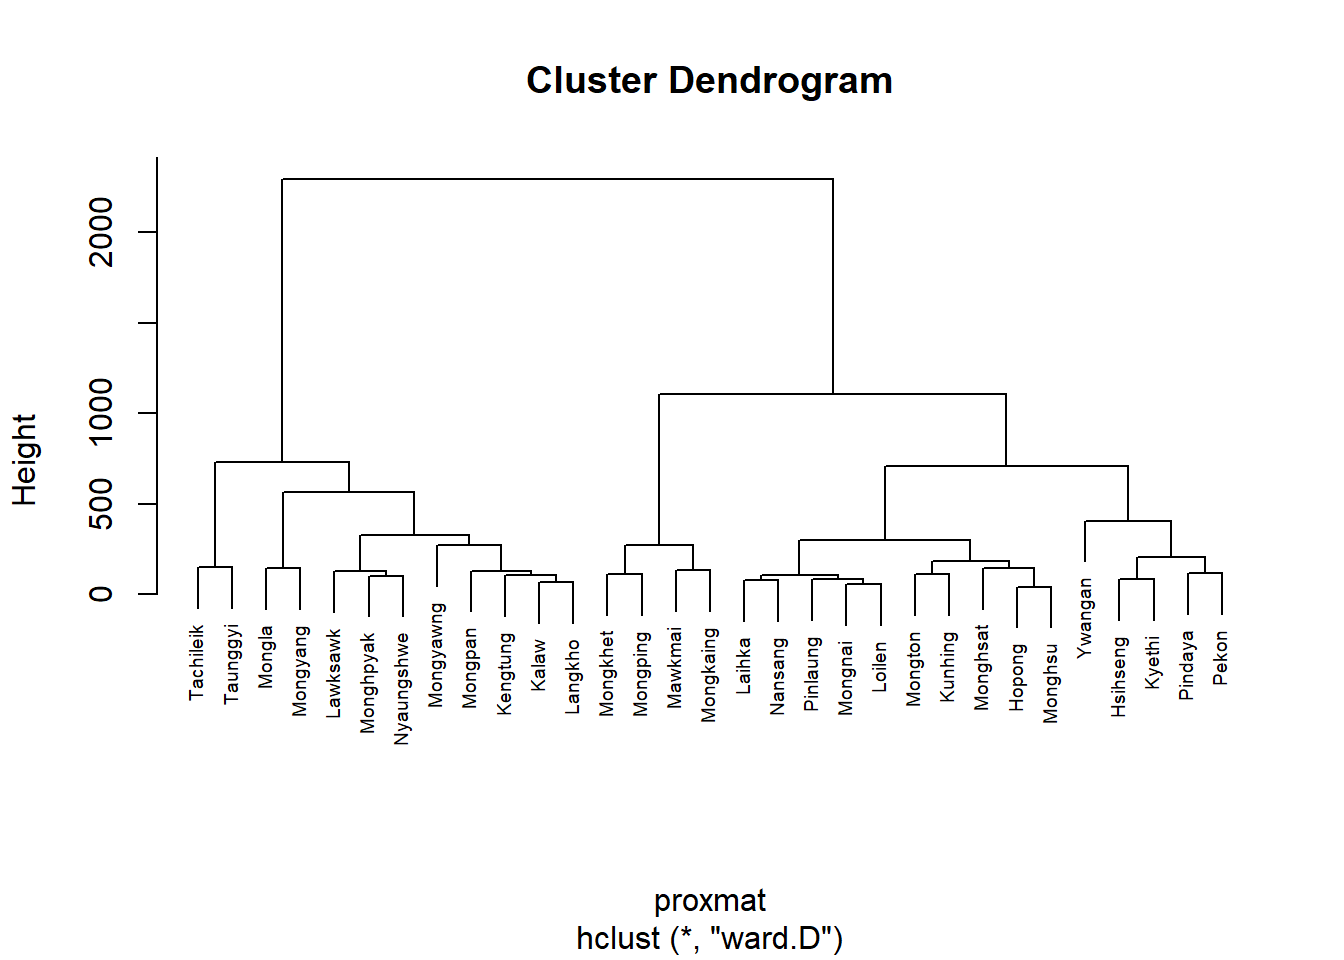 Cluster Dendrogram
Height
2000
1000
500
0
Tachileik
Taunggyi
Mongla
Mongyang
Lawksawk
Monghpyak
Nyaungshwe
Mongyawng
Mongpan
Kengtung
Kalaw
Langkho
Mongkhet
Mongping
Mawkmai
Mongkaing
Laihka
Nansang
Pinlaung
Mongnai
Loilen
Mongton
Kunhing
Monghsat
Hopong
Monghsu
Ywangan
Hsihseng
Kyethi
Pindaya
Pekon
proxmat
hclust (*, "ward.D")